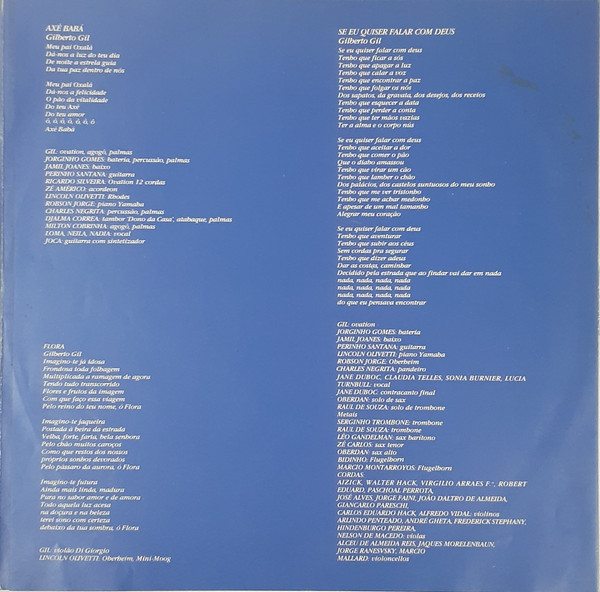 AXÉ BABÁ
Gilberto Gil
Meu pai Oxalá
Dá-nos a luz do teu dia
De noite a estrela guia
Da tua paz dentro de nós
Meu pai Oxalá
Dá-nos a felicidade
O pão da vitalidade
Do teu Axé
Do teu amor
ô, ô, ô, ô, ô, ô, ô
Axé Babá
GIL: ovation, agogô, palmas
JORGINHO GOMES: bateria, percussão, palmas
JAMIL JOANES: baixo
PERINHO SANTANA: guitarra
RICARDO SILVEIRA: Ovation 12 cordas
ZÉ AMÉRICO: acordeon
LINCOLN OLIVETTI: Rhodes
ROBSON JORGE: piano Yamaha
CHARLES NEGRITA: percussão, palmas
DJALMA CORREA: tambor 'Dono da Casa', atabaque, palmas
MILTON COBRINHA: agogô, palmas
LOMA, NEILA, NADIA: vocal
JOCA: guitarra com sintetizador
FLORA
Gilberto Gil
Imagino-te já idosa
Frondosa toda folhagem
Multiplicada a ramagem de agora
Tendo tudo transcorrido
Flores e frutos da imagem
Com que faço essa viagem
Pelo reino do teu nome, ó Flora
Imagino-te jaqueira
Postada à beira da estrada
Velha, forte, farta, bela senhora
Pelo chão muitos caroços
Como que restos dos nossos
próprios sonhos devorados
Pelo pássaro da aurora, ó Flora
Imagino-te futura
Ainda mais linda, madura
Pura no sabor amor e de amora
Todo aquela luz acesa
na doçura e na beleza
terei sono com certeza
debaixo da tua sombra, ó Flora
GIL: violão Di Giorgio
LINCOLN OLIVETTI: Oberheim, Mini-Moog
SE EU QUISER FALAR COM DEUS
Gilberto Gil
Se eu quiser falar com deus
Tenho que ficar a sós
Tenho que apagar a luz
Tenho que calar a voz
Tenho que encontrar a paz
Tenho que folgar os nós
Dos sapatos, da gravata, dos desejos, dos receios
Tenho que esquecer a data
Tenho que perder a conta
Tenho que ter mãos vazias
Ter a alma e o corpo nús
Se eu quiser falar com deus
Tenho que aceitar a dor
Tenho que comer o pão
Que o diabo amassou
Tenho que virar um cão
Tenho que lamber o chão
Dos palácios, dos castelos suntuosos do meu sonho
Tenho que me ver tristonho
Tenho que me achar medonho
E apesar de um mal tamanho
Alegrar meu coração
Se eu quiser falar com deus
Tenho que aventurar
Tenho que subir aos céus
Sem cordas pra segurar
Tenho que dizer adeus
Dar as costas, caminhar
Decidido pela estrada que ao findar vai dar em nada
nada, nada, nada, nada
nada, nada, nada, nada
nada, nada, nada, nada
do que eu pensava encontrar
GIL: ovation
JORGINHO GOMES: bateria
JAMIL JOANES: baixo
PERINHO SANTANA: guitarra
LINCOLN OLIVETTI: piano Yamaha
ROBSON JORGE: Oberheim
CHARLES NEGRITA: pandeiro
JANE DUBOC, CLAUDIA TELLES, SONIA BURNIER, LUCIA
TURNBULL: vocal
JANE DUBOC: contracanto final
OBERDAN: solo de sax
RAUL DE SOUZA: solo de trombone
Metais
SERGINHO TROMBONE: trombone
RAUL DE SOUZA: trombone
LÉO GANDELMAN: sax barítono
ZÉ CARLOS: sax tenor
OBERDAN: sax alto
BIDINHO: Flugelhorn
MARCIO MONTARROYOS: Flugelhorn
CORDAS:
AIZICK, WALTER HACK, VIRGILIO ARRAES F.º, ROBERT
EDUARD, PASCHOAL PERROTA,
JOSÉ ALVES, JORGE FAINI, JOÃO DALTRO DE ALMEIDA,
GIANCARLO PARESCHI,
CARLOS EDUARDO HACK, ALFREDO VIDAL: violinos
ARLINDO PENTEADO, ANDRÉ GHETA, FREDERICK STEPHANY,
HINDENBURGO PEREIRA,
NELSON DE MACEDO: violas
ALCEU DE ALMEIDA REIS, JAQUES MORELENBAUN,
JORGE RANESVSKY, MARCIO
MALLARD: violoncellos